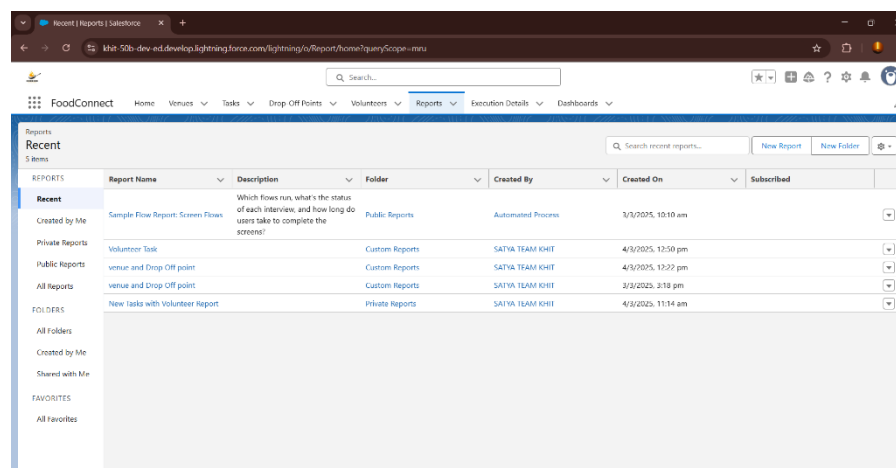 Recent | Reports | Salesforce
khit-50b-dev-ed.develop.lightning.force.com/lightning/o/Report/home?queryScope=mru
Search...
FoodConnect Home Venues Tasks Drop Off Points Volunteers Reports Execution Details Dashboards
Reports
Recent
5 items
Search recent reports...
New Report New Folder
REPORTS
Recent
Created by Me
Private Reports
Public Reports
All Reports
FOLDERS
All Folders
Created by Me
Shared with Me
FAVORITES
All Favorites
Report Name Description Folder Created By Created On Subscribed
Sample Flow Report: Screen Flows
Which flows run, what's the status
of each interview, and how long do
users take to complete the
screens?
Public Reports Automated Process 3/3/2025, 10:10 am
Volunteer Task Custom Reports SATYA TEAM KHIT 4/3/2025, 12:50 pm
venue and Drop Off point Custom Reports SATYA TEAM KHIT 4/3/2025, 12:22 pm
venue and Drop Off point Custom Reports SATYA TEAM KHIT 3/3/2025, 3:18 pm
New Tasks with Volunteer Report Private Reports SATYA TEAM KHIT 4/3/2025, 11:14 am